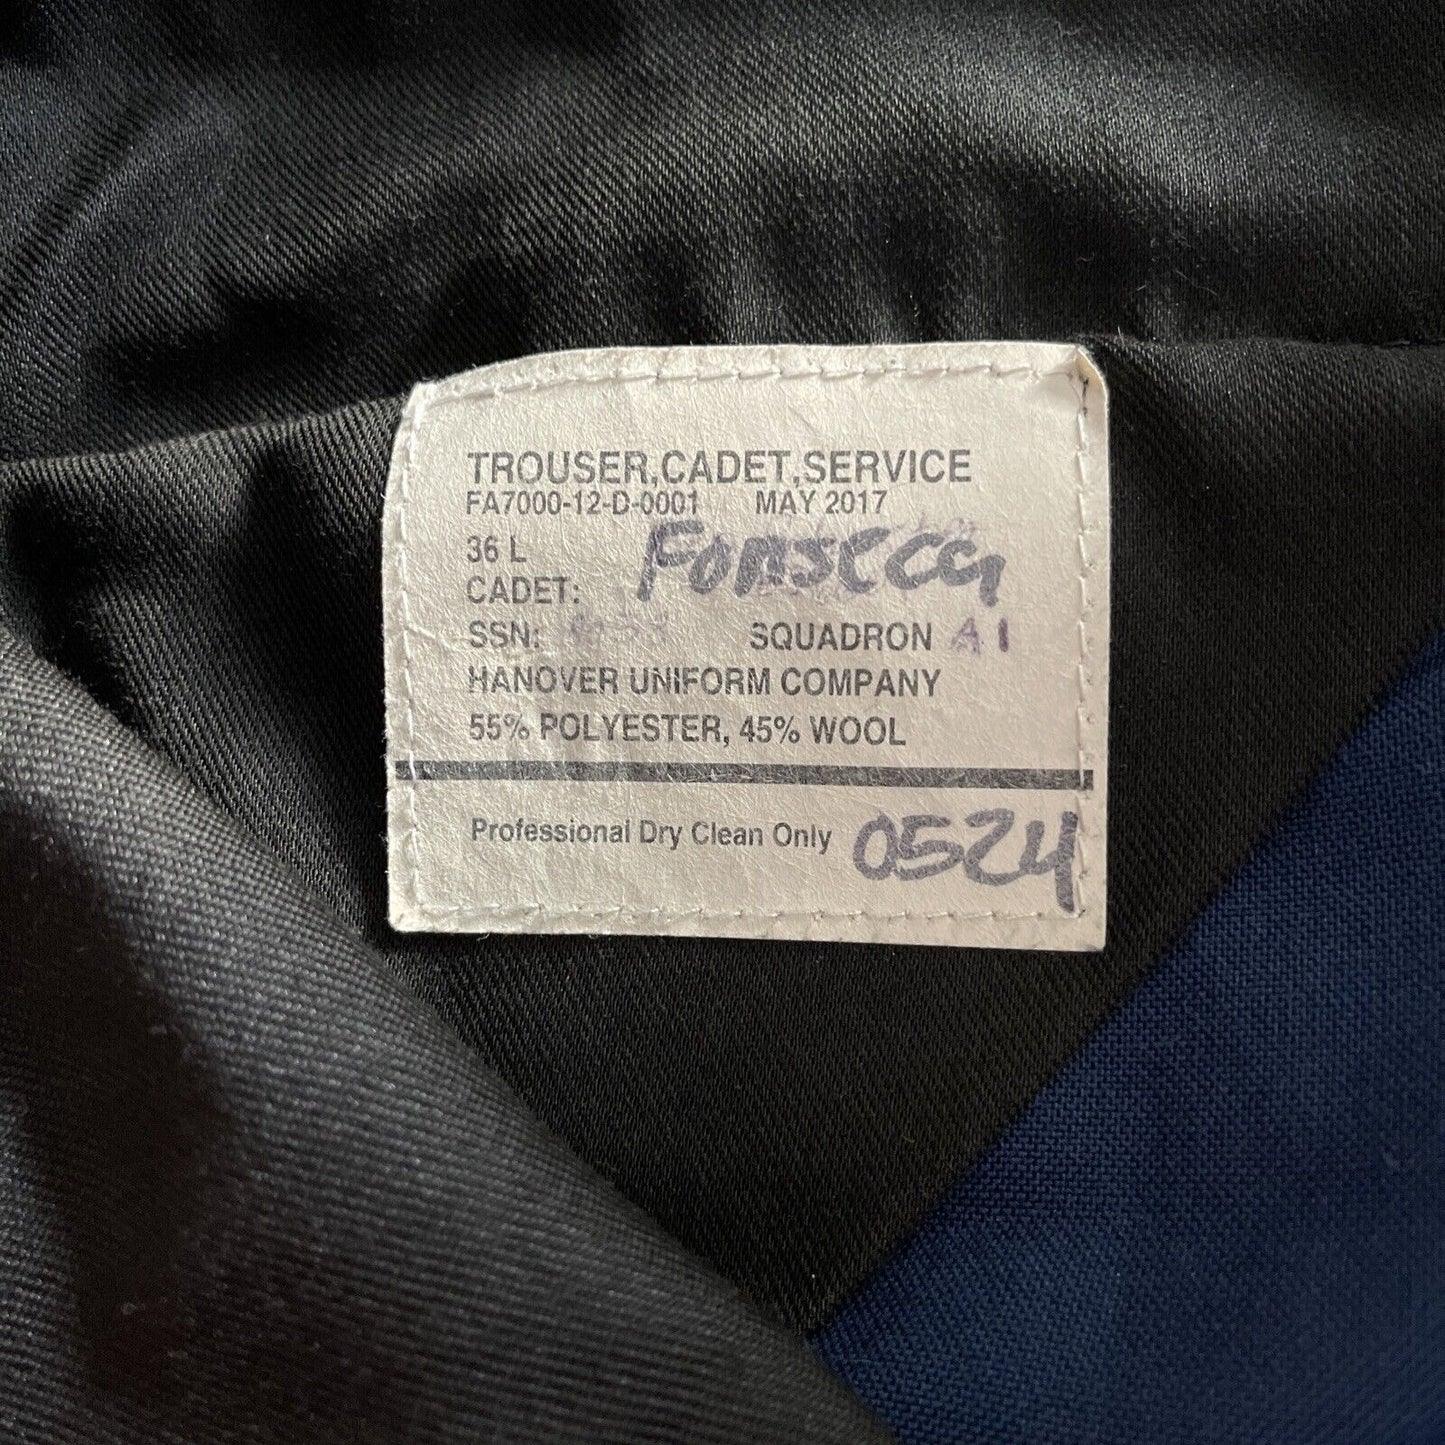 TROUSER,CADET,SERVICE
FA7000-12-D-0001 MAY 2017
36 L
CADET: Fonseca
SSN: SQUADRON A1
HANOVER UNIFORM COMPANY
55% POLYESTER, 45% WOOL
Professional Dry Clean Only 0524